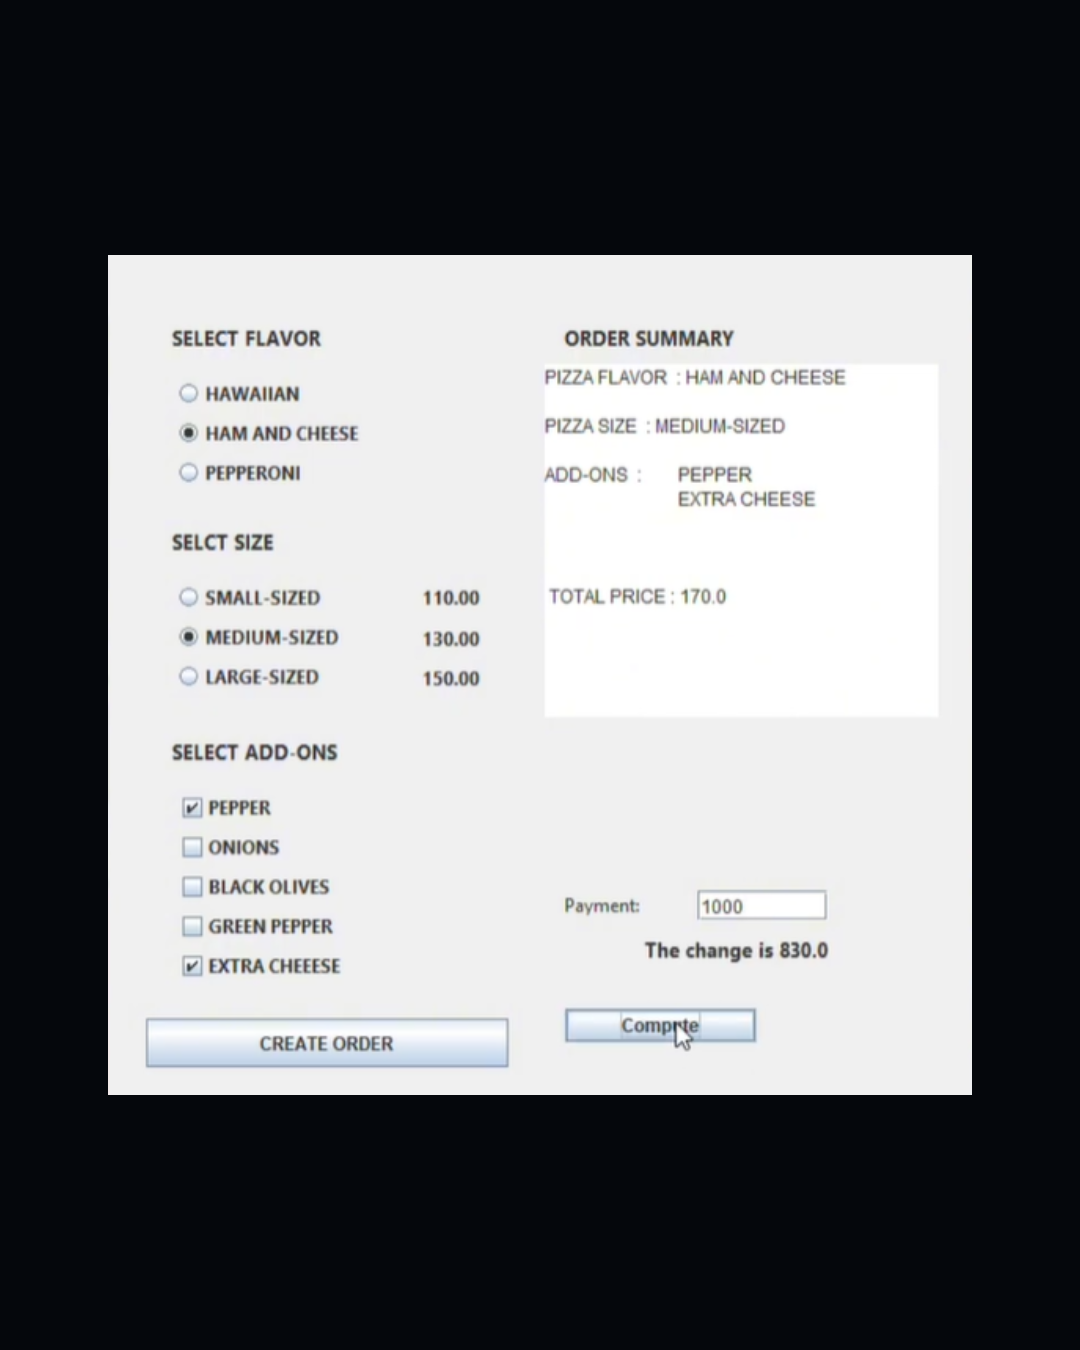 SELECT FLAVOR
HAWAIIAN
HAM AND CHEESE
PEPPERONI
SELCT SIZE
SMALL-SIZED 110.00
MEDIUM-SIZED 130.00
LARGE-SIZED 150.00
SELECT ADD-ONS
PEPPER
ONIONS
BLACK OLIVES
GREEN PEPPER
EXTRA CHEEESE
CREATE ORDER
ORDER SUMMARY
PIZZA FLAVOR : HAM AND CHEESE
PIZZA SIZE : MEDIUM-SIZED
ADD-ONS : PEPPER
EXTRA CHEESE
TOTAL PRICE : 170.0
Payment: 1000
The change is 830.0
Compute